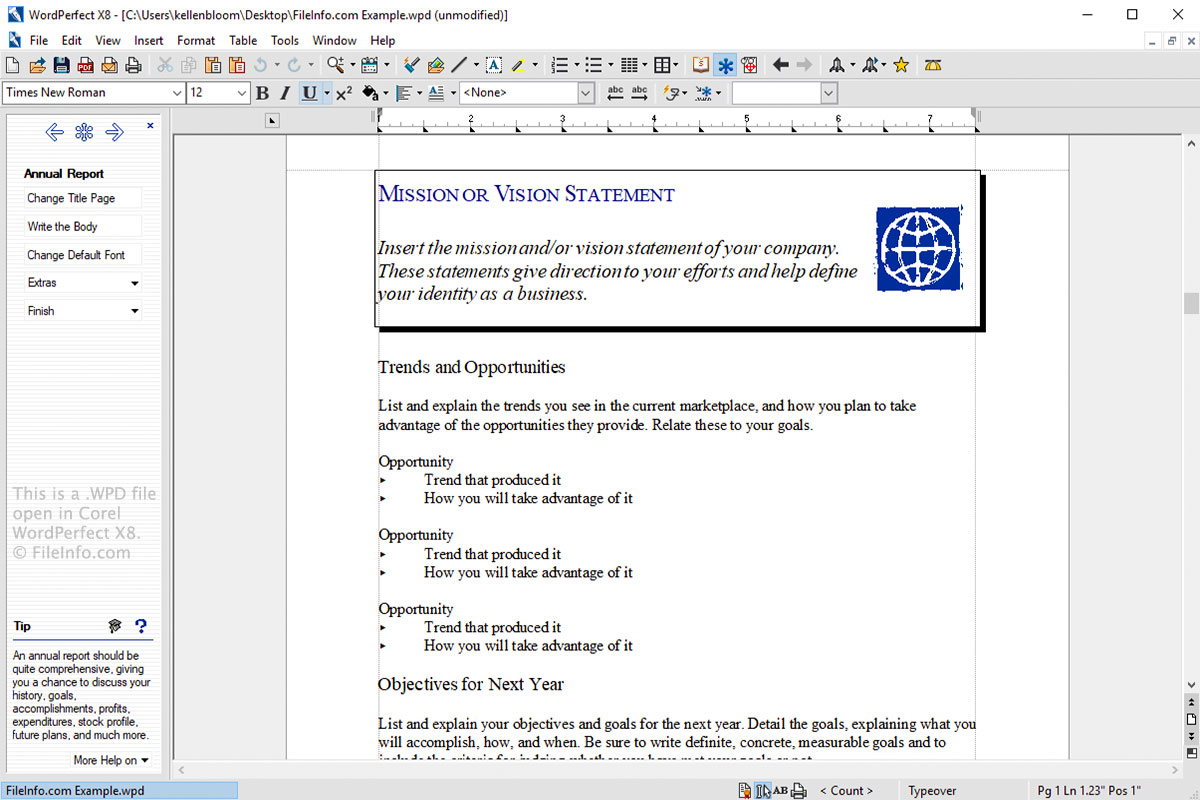 WordPerfect X8 - [C:\Users\kellenbloom\Desktop\FileInfo.com Example.wpd (unmodified)]
File Edit View Insert Format Table Tools Window Help
Times New Roman 12 B I U x² <None> abc abc
1 2 3 4 5 6 7
Annual Report
Change Title Page
Write the Body
Change Default Font
Extras
Finish
This is a .WPD file
open in Corel
WordPerfect X8.
© FileInfo.com
Tip ?
An annual report should be
quite comprehensive, giving
you a chance to discuss your
history, goals,
accomplishments, profits,
expenditures, stock profile,
future plans, and much more.
More Help on
MISSION OR VISION STATEMENT
Insert the mission and/or vision statement of your company.
These statements give direction to your efforts and help define
your identity as a business.
Trends and Opportunities
List and explain the trends you see in the current marketplace, and how you plan to take
advantage of the opportunities they provide. Relate these to your goals.
Opportunity
Trend that produced it
How you will take advantage of it
Opportunity
Trend that produced it
How you will take advantage of it
Opportunity
Trend that produced it
How you will take advantage of it
Objectives for Next Year
List and explain your objectives and goals for the next year. Detail the goals, explaining what you
will accomplish, how, and when. Be sure to write definite, concrete, measurable goals and to
FileInfo.com Example.wpd AB < Count > Typeover Pg 1 Ln 1.23" Pos 1"